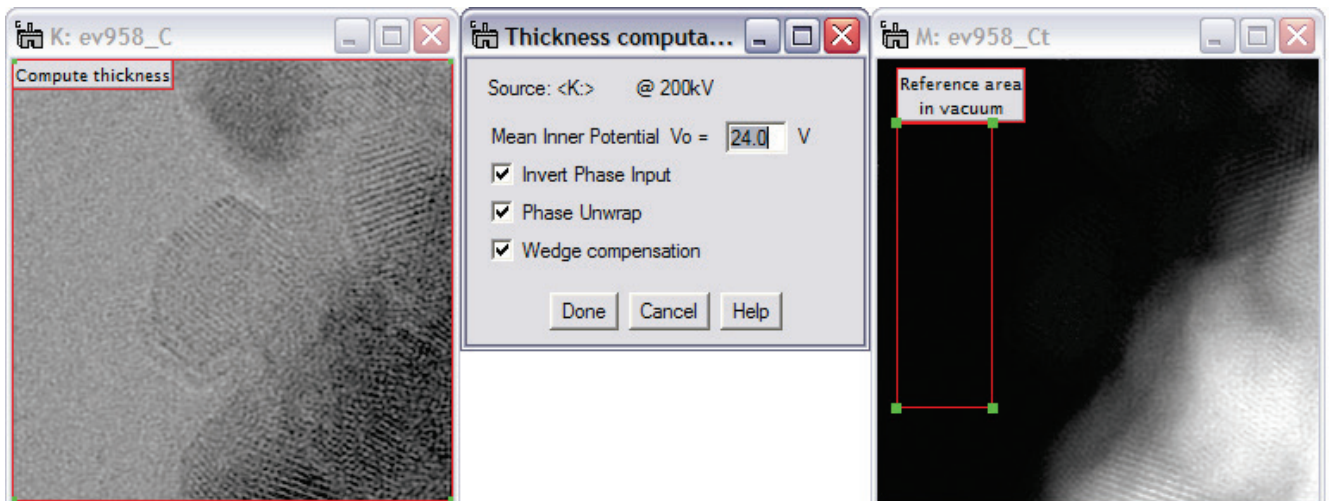 K: ev958_C
Compute thickness
Thickness computa...
Source: <K:> @ 200kV
Mean Inner Potential Vo = 24.0 V
Invert Phase Input
Phase Unwrap
Wedge compensation
Done Cancel Help
M: ev958_Ct
Reference area
in vacuum